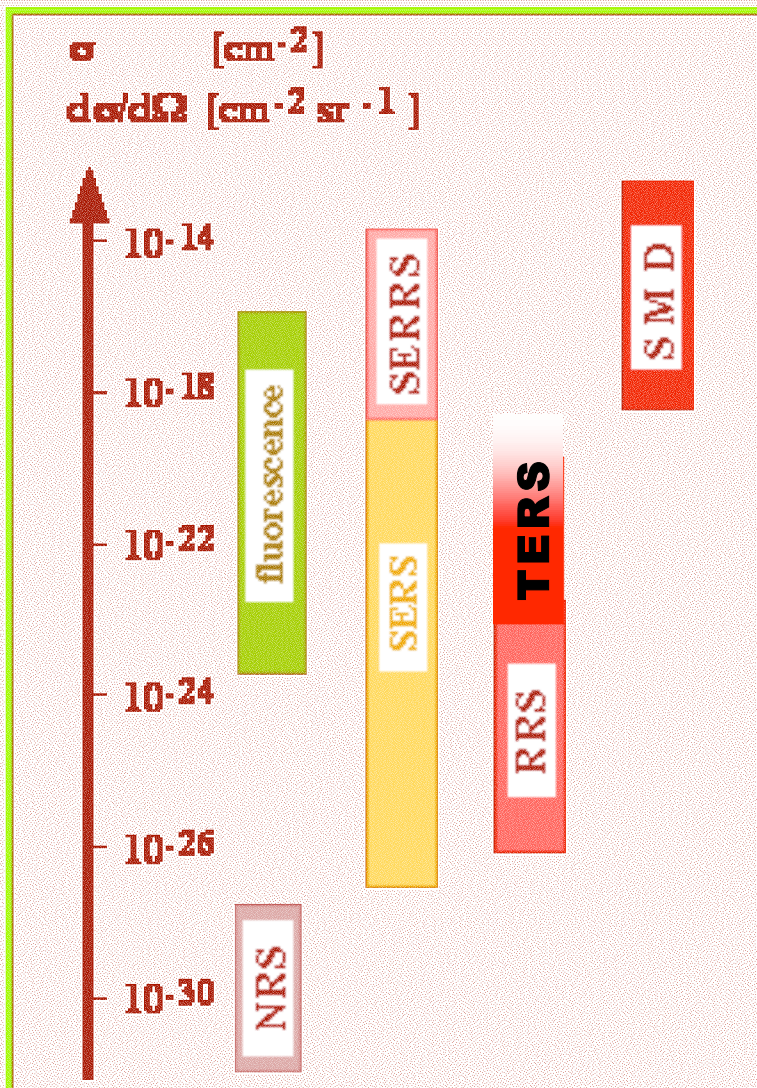 σ [cm-2]
dσ/dΩ [cm-2 sr -1 ]
10-14
10-18
10-22
10-24
10-26
10-30
fluorescence
NRS
SERRS
SERS
TERS
RRS
S M D